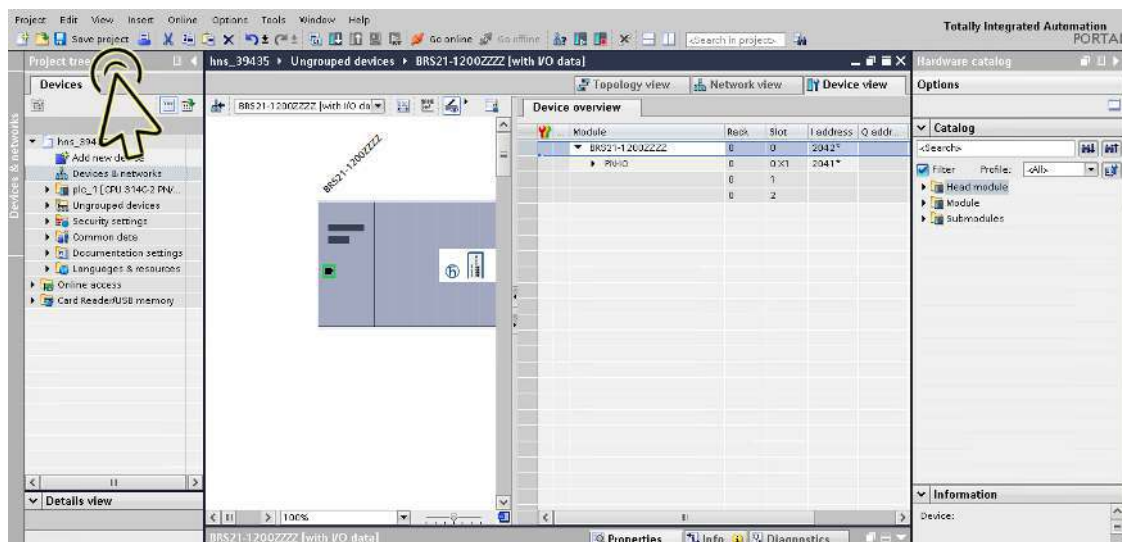 Project Edit View Insert Online Options Tools Window Help
Totally Integrated Automation
PORTAL
Save project
Go online
Go offline
<Search in project>
Project tree
hns_39435 ▸ Ungrouped devices ▸ BRS21-1200ZZZZ [with I/O data]
Hardware catalog
Devices
Topology view
Network view
Device view
Options
BRS21-1200ZZZZ [with I/O da
Device overview
Module Rack Slot I address Q addr.
BRS21-1200ZZZZ 0 0 2042*
PN-IO 0 0 X1 2041*
0 1
0 2
BRS21-1200ZZZZ
Devices & networks
hns_394
Add new de
Devices & networks
plc_1 [CPU 314C-2 PN/...
Ungrouped devices
Security settings
Common data
Documentation settings
Languages & resources
Online access
Card Reader/USB memory
Catalog
<Search>
Filter Profile: <All>
Head module
Module
Submodules
Details view
100%
Information
Device:
BRS21-1200ZZZZ [with I/O data]
Properties
Info
Diagnostics